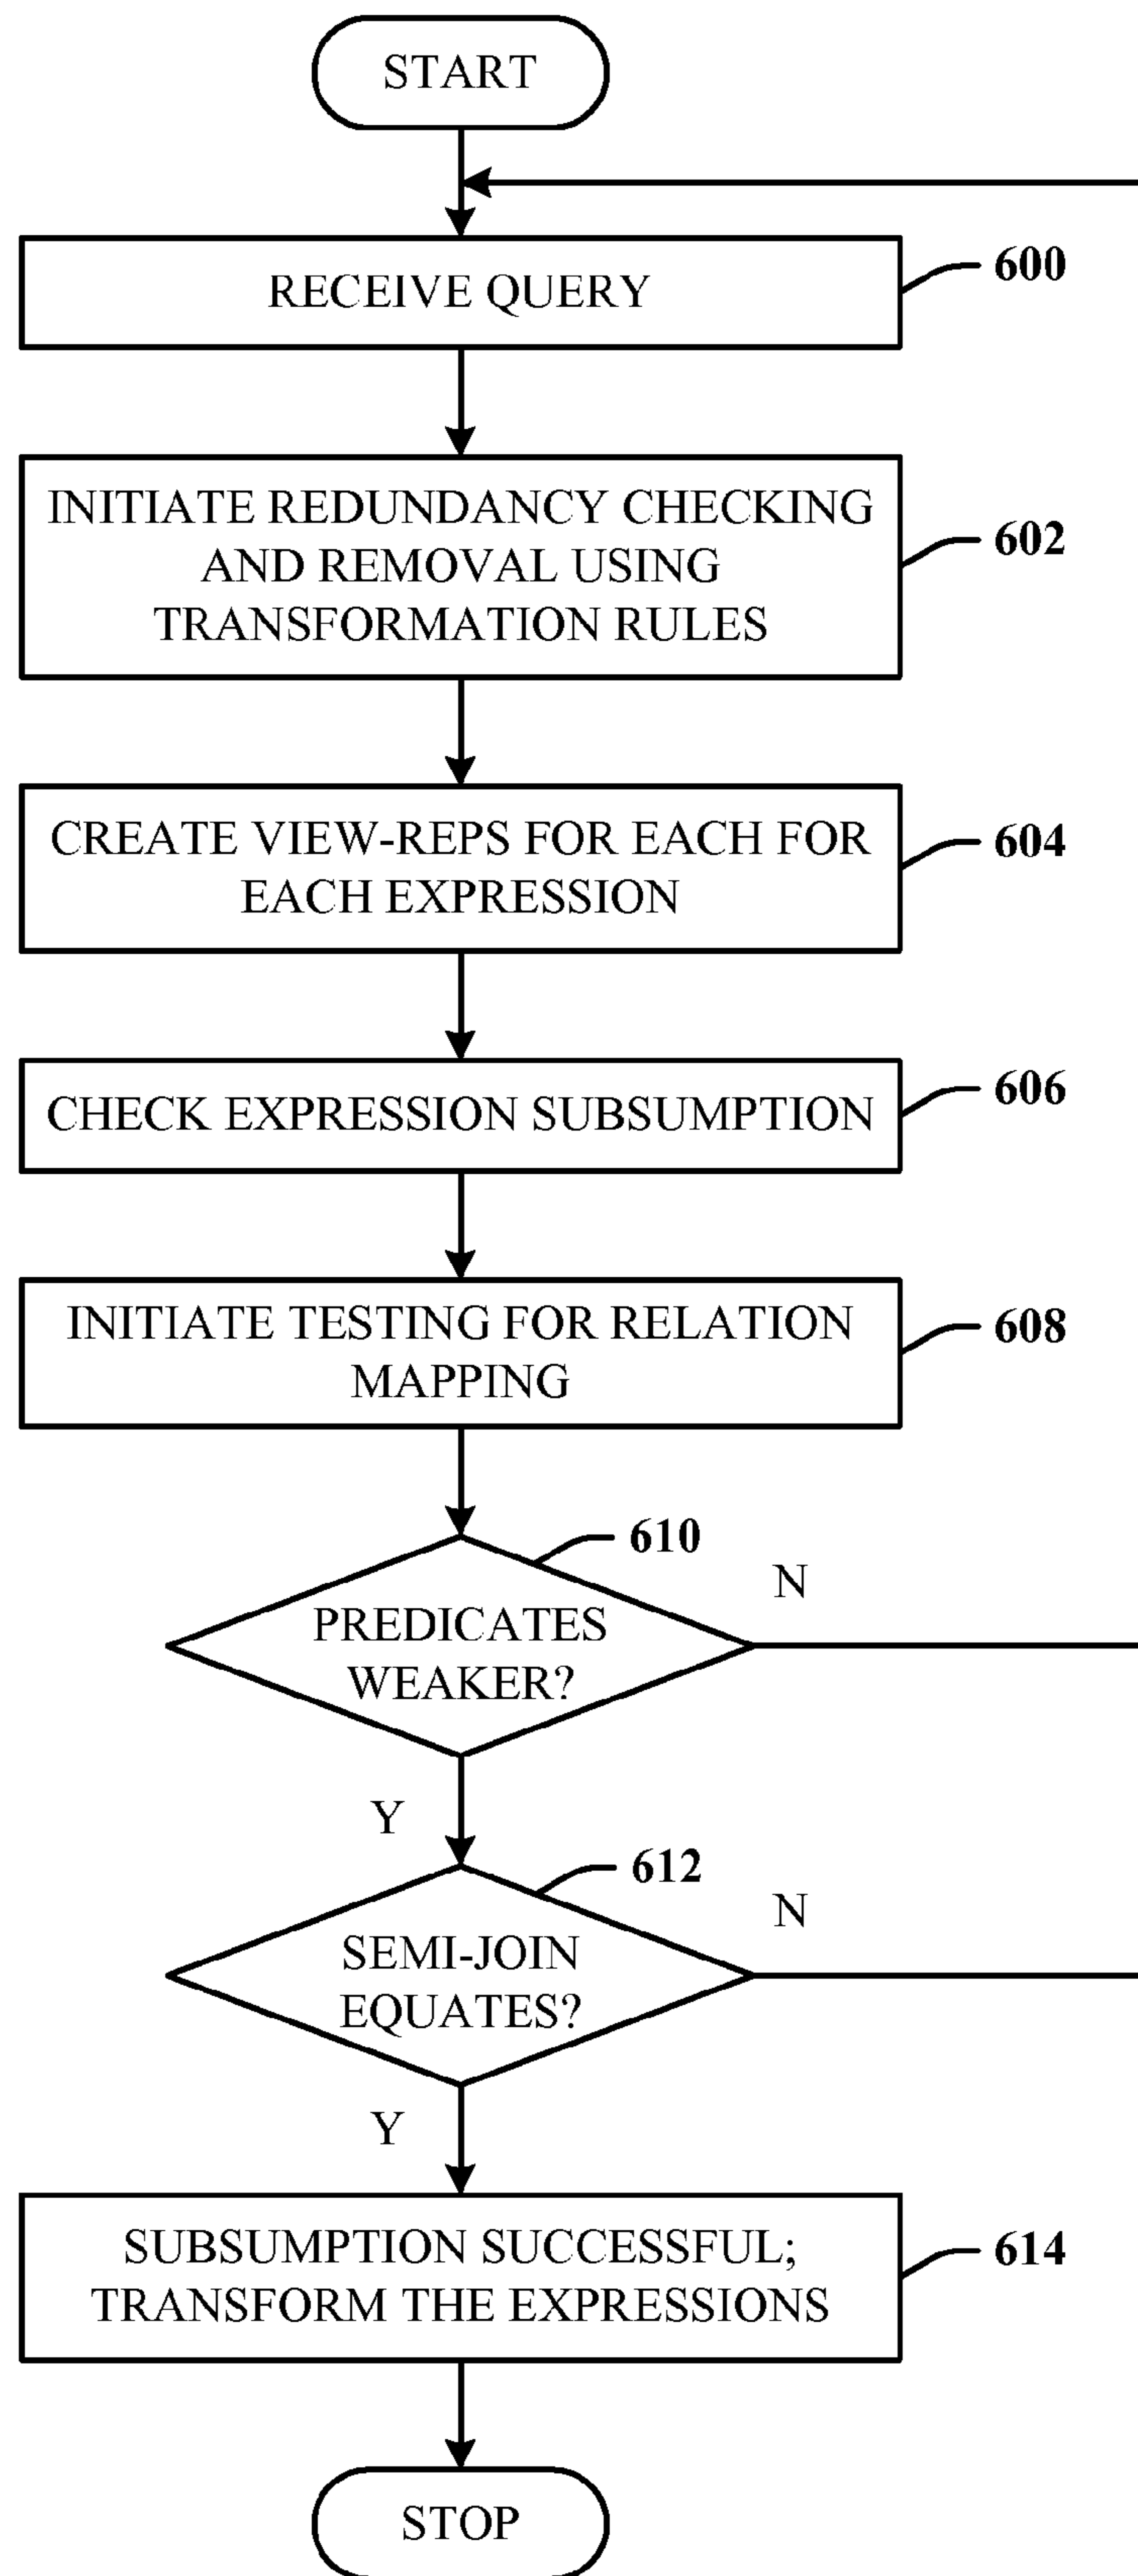 START
RECEIVE QUERY
600
INITIATE REDUNDANCY CHECKING
AND REMOVAL USING
TRANSFORMATION RULES
602
CREATE VIEW-REPS FOR EACH FOR
EACH EXPRESSION
604
CHECK EXPRESSION SUBSUMPTION
606
INITIATE TESTING FOR RELATION
MAPPING
608
610
PREDICATES
WEAKER?
N
Y
612
SEMI-JOIN
EQUATES?
N
Y
SUBSUMPTION SUCCESSFUL;
TRANSFORM THE EXPRESSIONS
614
STOP